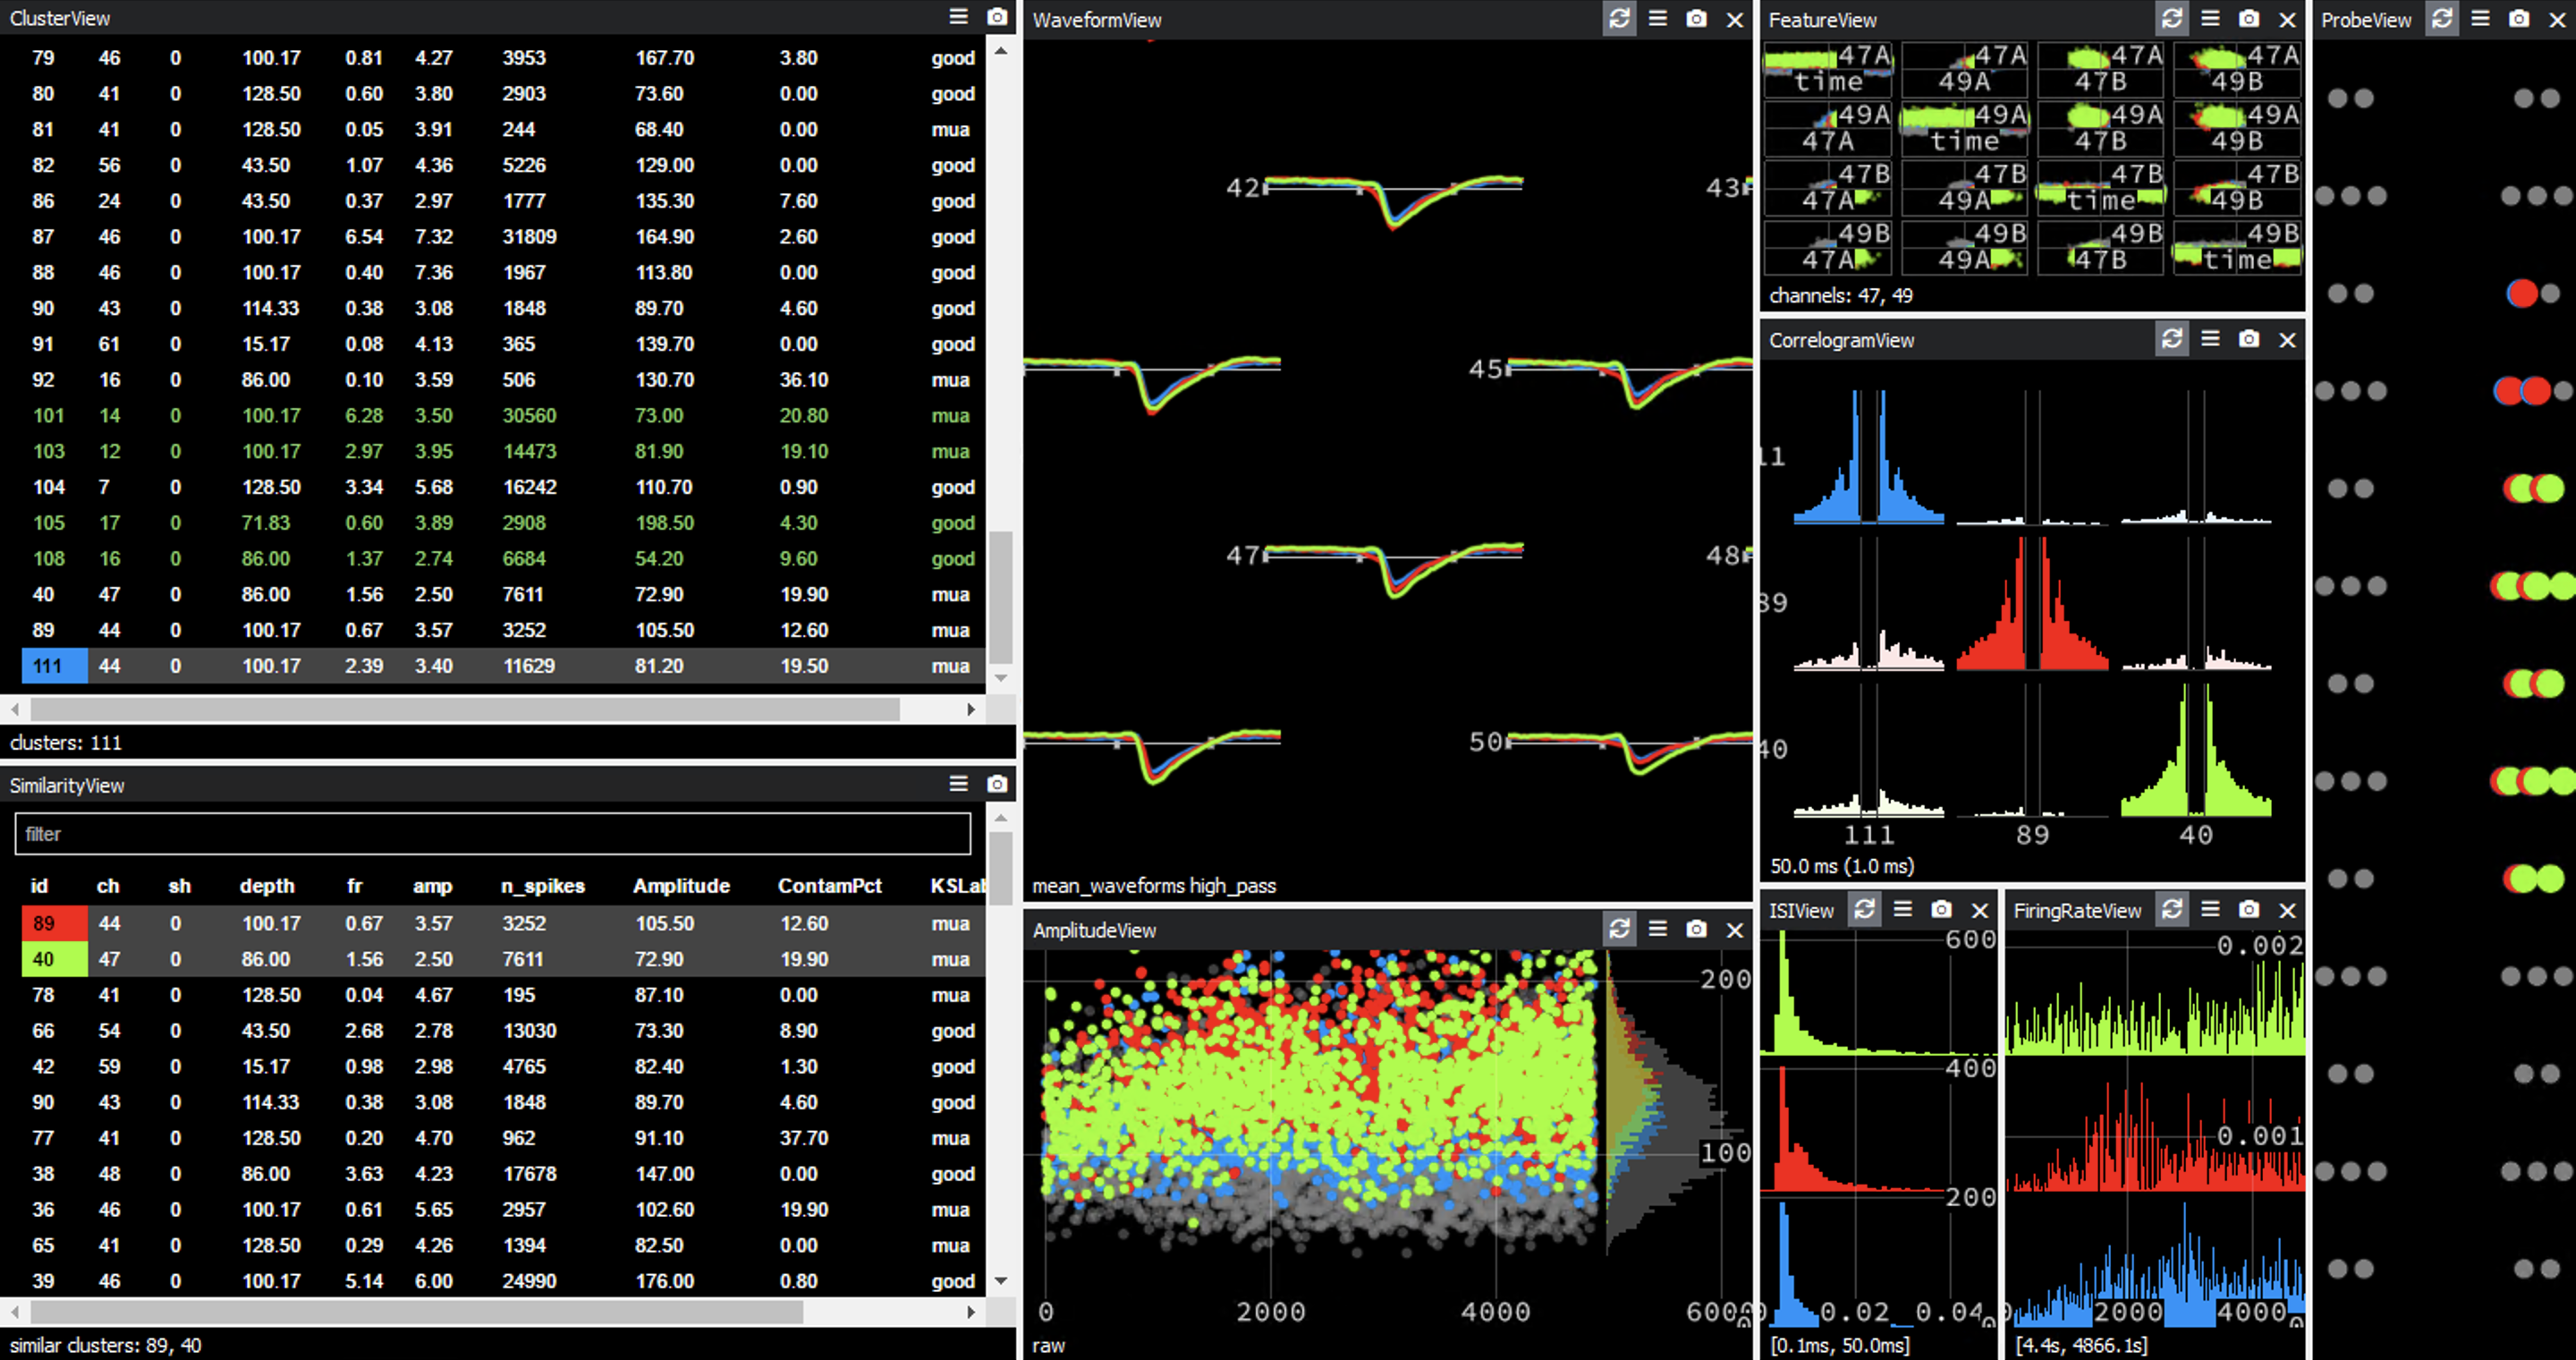 ClusterView
79 46 0 100.17 0.81 4.27 3953 167.70 3.80 good
80 41 0 128.50 0.60 3.80 2903 73.60 0.00 good
81 41 0 128.50 0.05 3.91 244 68.40 0.00 mua
82 56 0 43.50 1.07 4.36 5226 129.00 0.00 good
86 24 0 43.50 0.37 2.97 1777 135.30 7.60 good
87 46 0 100.17 6.54 7.32 31809 164.90 2.60 good
88 46 0 100.17 0.40 7.36 1967 113.80 0.00 good
90 43 0 114.33 0.38 3.08 1848 89.70 4.60 good
91 61 0 15.17 0.08 4.13 365 139.70 0.00 good
92 16 0 86.00 0.10 3.59 506 130.70 36.10 mua
101 14 0 100.17 6.28 3.50 30560 73.00 20.80 mua
103 12 0 100.17 2.97 3.95 14473 81.90 19.10 mua
104 7 0 128.50 3.34 5.68 16242 110.70 0.90 good
105 17 0 71.83 0.60 3.89 2908 198.50 4.30 good
108 16 0 86.00 1.37 2.74 6684 54.20 9.60 good
40 47 0 86.00 1.56 2.50 7611 72.90 19.90 mua
89 44 0 100.17 0.67 3.57 3252 105.50 12.60 mua
111 44 0 100.17 2.39 3.40 11629 81.20 19.50 mua
clusters: 111
SimilarityView
filter
id ch sh depth fr amp n_spikes Amplitude ContamPct KSLab
89 44 0 100.17 0.67 3.57 3252 105.50 12.60 mua
40 47 0 86.00 1.56 2.50 7611 72.90 19.90 mua
78 41 0 128.50 0.04 4.67 195 87.10 0.00 mua
66 54 0 43.50 2.68 2.78 13030 73.30 8.90 good
42 59 0 15.17 0.98 2.98 4765 82.40 1.30 good
90 43 0 114.33 0.38 3.08 1848 89.70 4.60 good
77 41 0 128.50 0.20 4.70 962 91.10 37.70 mua
38 48 0 86.00 3.63 4.23 17678 147.00 0.00 good
36 46 0 100.17 0.61 5.65 2957 102.60 19.90 mua
65 41 0 128.50 0.29 4.26 1394 82.50 0.00 mua
39 46 0 100.17 5.14 6.00 24990 176.00 0.80 good
similar clusters: 89, 40
WaveformView
42 43
45
47 48
50
mean_waveforms high_pass
AmplitudeView
200
100
0 2000 4000 6000
raw
FeatureView
47A 47A 47A 47A
time 49A 47B 49B
49A 49A 49A 49A
47A time 47B 49B
47B 47B 47B 47B
47A 49A time 49B
49B 49B 49B 49B
47A 49A 47B time
channels: 47, 49
CorrelogramView
11
89
40
111 89 40
50.0 ms (1.0 ms)
ISIView
600
400
200
0.02 0.04
[0.1ms, 50.0ms]
FiringRateView
0.002
0.001
2000 4000
[4.4s, 4866.1s]
ProbeView